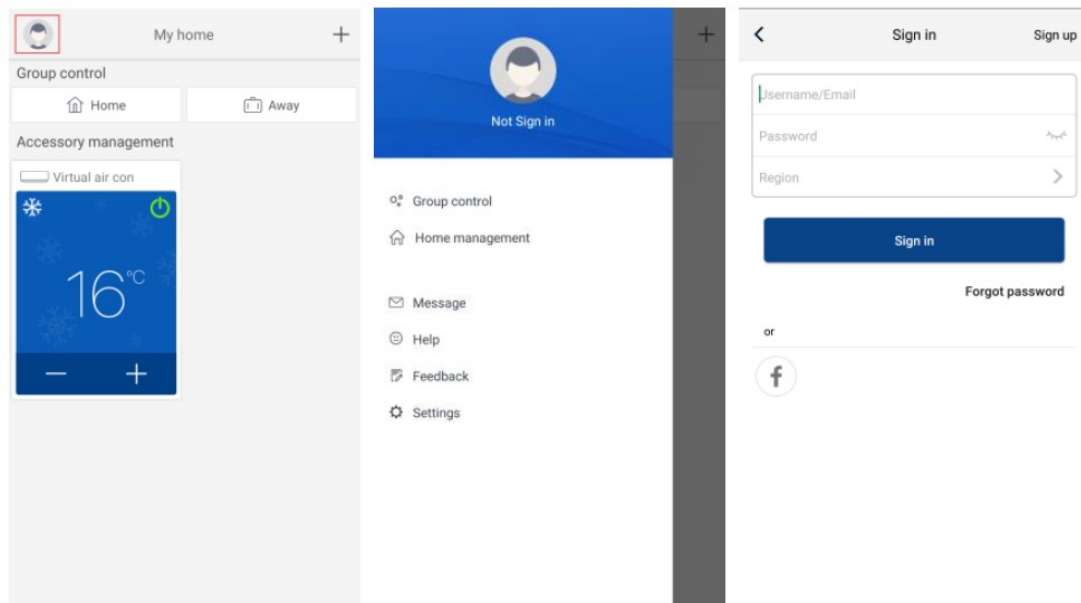 My home
+
Group control
Home
Away
Accessory management
Virtual air con
16°C
− +
Not Sign in
Group control
Home management
Message
Help
Feedback
Settings
Sign in
Sign up
Username/Email
Password
Region
Sign in
Forgot password
or
f